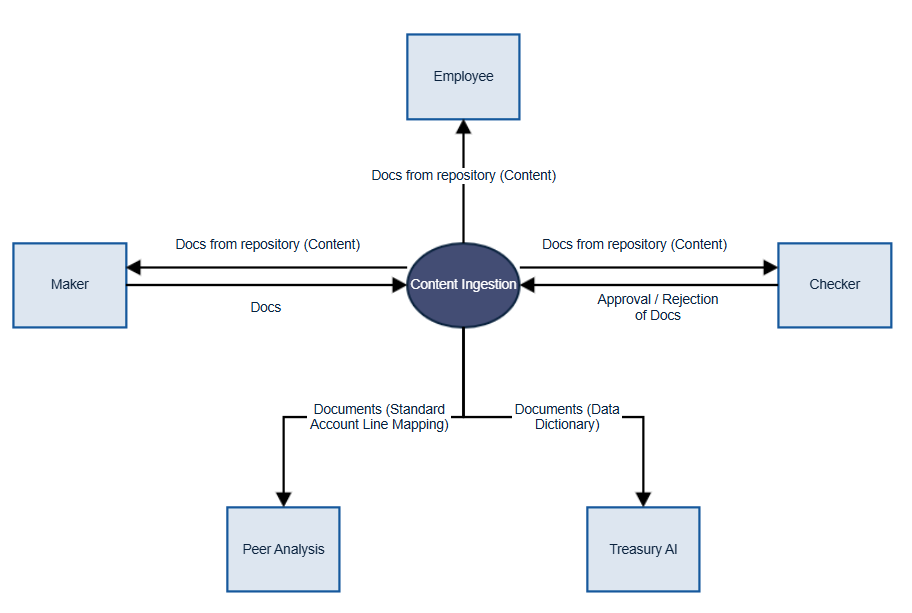 Employee
Docs from repository (Content)
Docs from repository (Content)
Docs from repository (Content)
Maker
Content Ingestion
Checker
Docs
Approval / Rejection
of Docs
Documents (Standard
Account Line Mapping)
Documents (Data
Dictionary)
Peer Analysis
Treasury AI